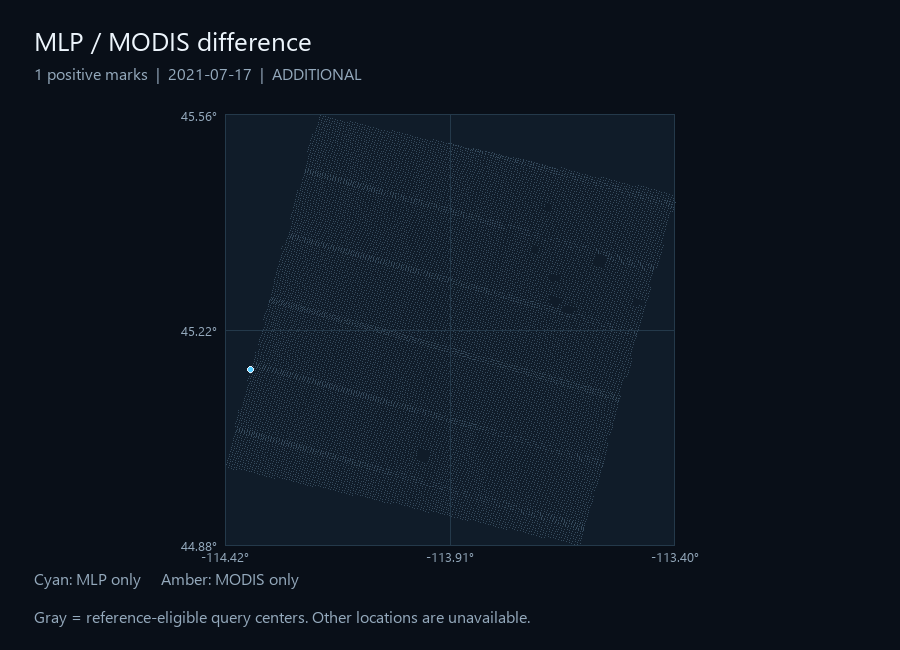 MLP / MODIS difference
1 positive marks | 2021-07-17 | ADDITIONAL
45.56°
45.22°
44.88°
-114.42° -113.91° -113.40°
Cyan: MLP only Amber: MODIS only
Gray = reference-eligible query centers. Other locations are unavailable.